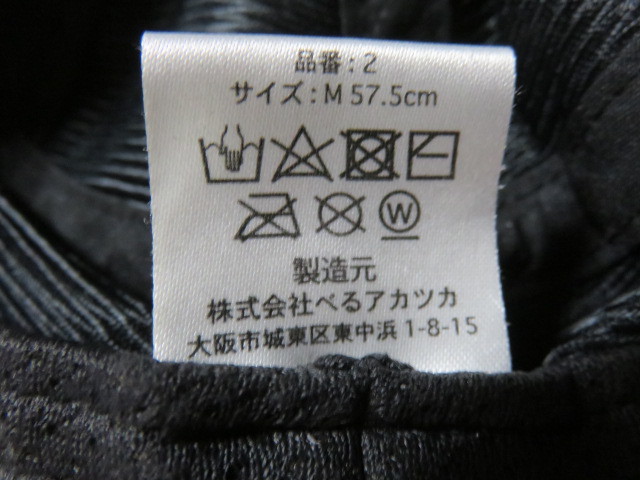 品番:2
サイズ:M 57.5cm
W
製造元
株式会社べるアカツカ
大阪市城東区東中浜1-8-15